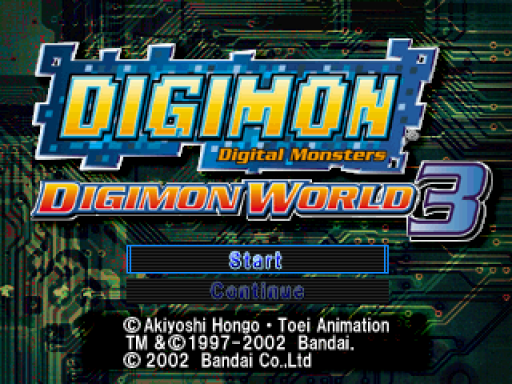 DIGIMON
Digital Monsters
DIGIMON WORLD 3
Start
Continue
©Akiyoshi Hongo・Toei Animation
TM &©1997-2002 Bandai.
© 2002 Bandai Co.,Ltd